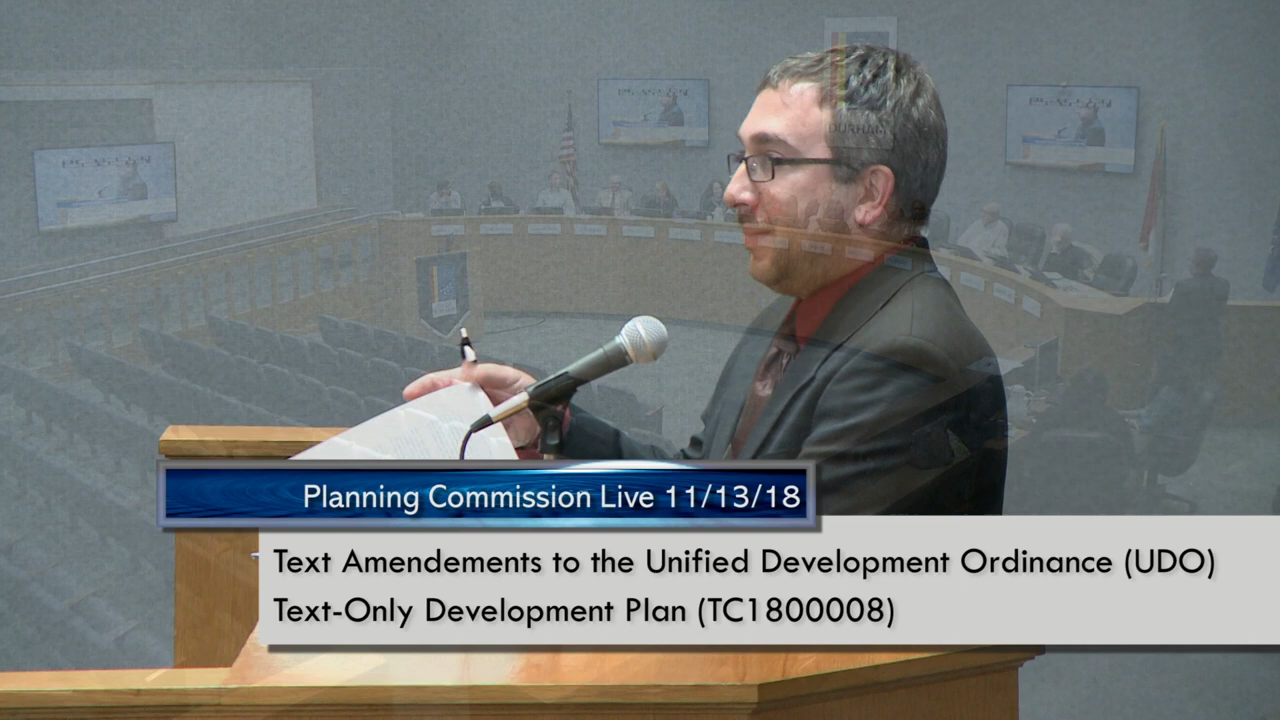 DURHAM
Planning Commission Live 11/13/18
Text Amendements to the Unified Development Ordinance (UDO)
Text-Only Development Plan (TC1800008)